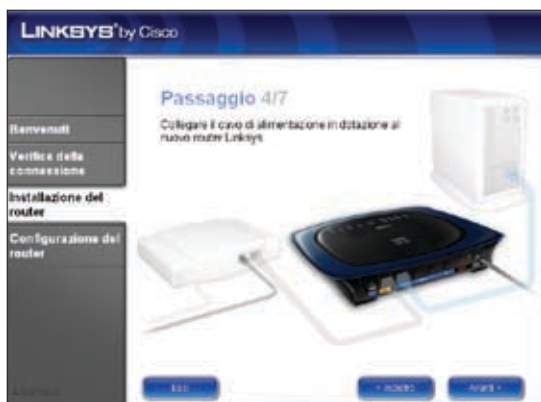 LINKSYS® by Cisco
Passaggio 4/7
Collegare il cavo di alimentazione in dotazione al
nuovo router Linksys
Benvenuti
Verifica della
connessione
Installazione del
router
Configurazione del
router
Esci
Avanti